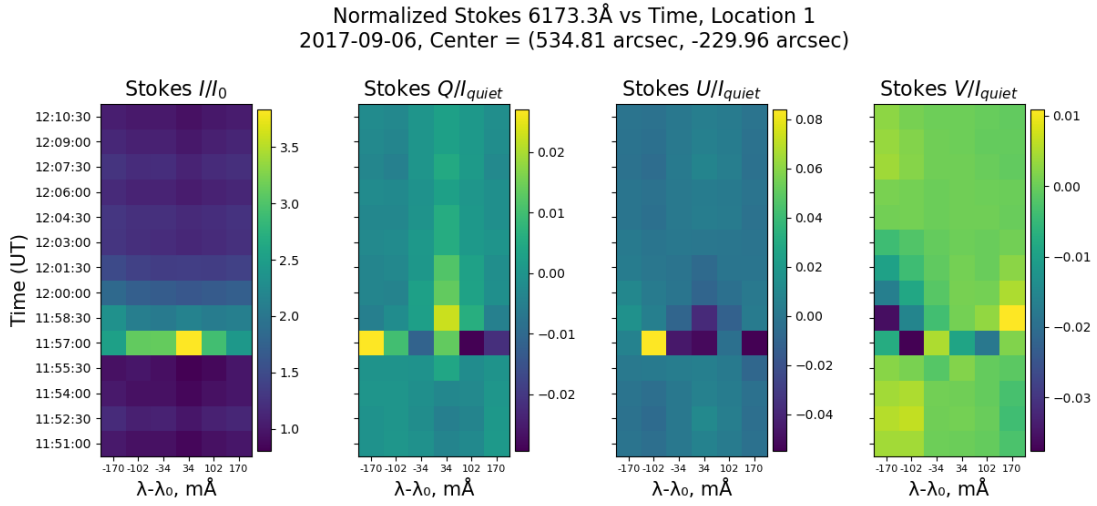 Normalized Stokes 6173.3Å vs Time, Location 1
2017-09-06, Center = (534.81 arcsec, -229.96 arcsec)
Stokes I/I₀
Stokes Q/I_quiet
Stokes U/I_quiet
Stokes V/I_quiet
Time (UT)
12:10:30
12:09:00
12:07:30
12:06:00
12:04:30
12:03:00
12:01:30
12:00:00
11:58:30
11:57:00
11:55:30
11:54:00
11:52:30
11:51:00
-170 -102 -34 34 102 170
λ-λ₀, mÅ
3.5
3.0
2.5
2.0
1.5
1.0
-170 -102 -34 34 102 170
λ-λ₀, mÅ
0.02
0.01
0.00
−0.01
−0.02
-170 -102 -34 34 102 170
λ-λ₀, mÅ
0.08
0.06
0.04
0.02
0.00
−0.02
−0.04
-170 -102 -34 34 102 170
λ-λ₀, mÅ
0.01
0.00
−0.01
−0.02
−0.03